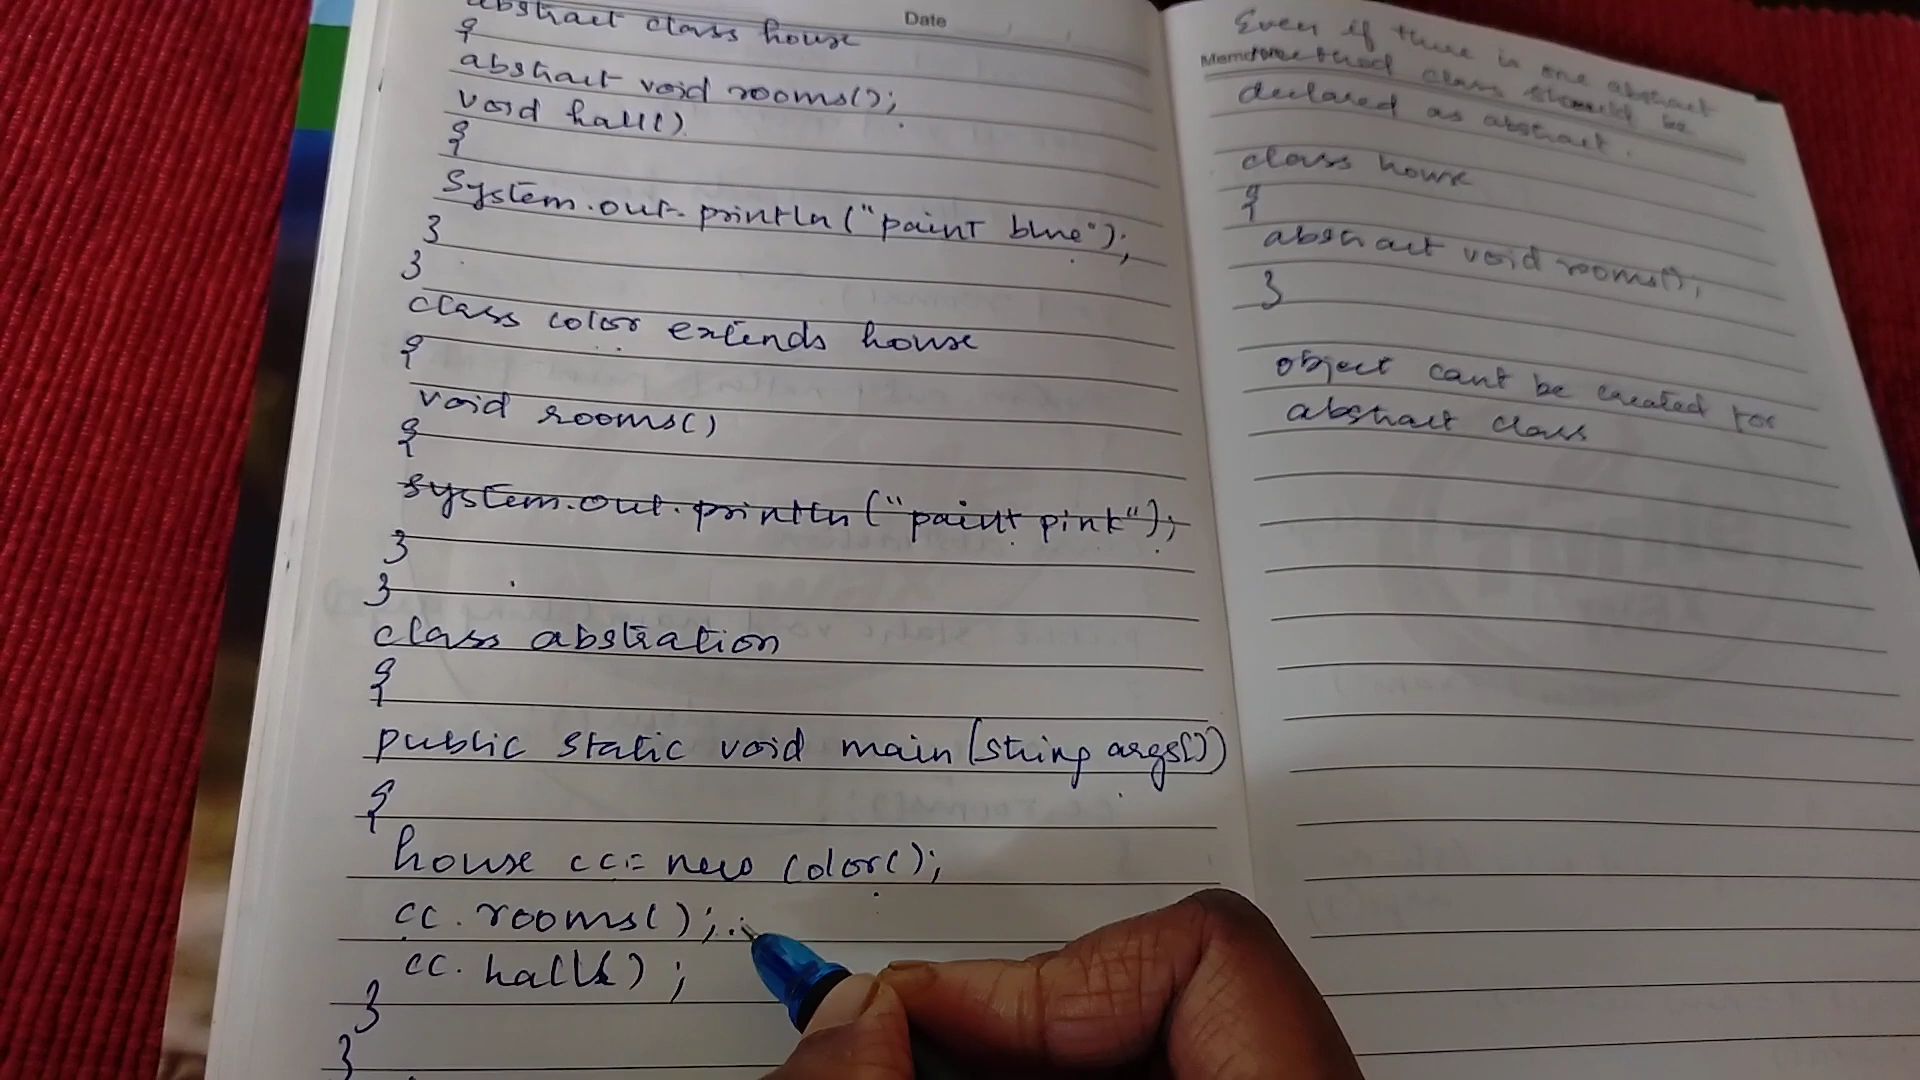 Date
abstract class house
{
abstract void rooms();
void hall()
{
System.out.println("paint blue");
}
}
class color extends house
{
void rooms()
{
system.out.println("paint pink");
}
}
class abstration
{
public static void main(string args[])
{
house cc= new color();
cc.rooms();
cc.hall();
}
}
Even if there is one abstract
method class should be
declared as abstract.
class house
{
abstract void rooms();
}
object cant be created for
abstract class